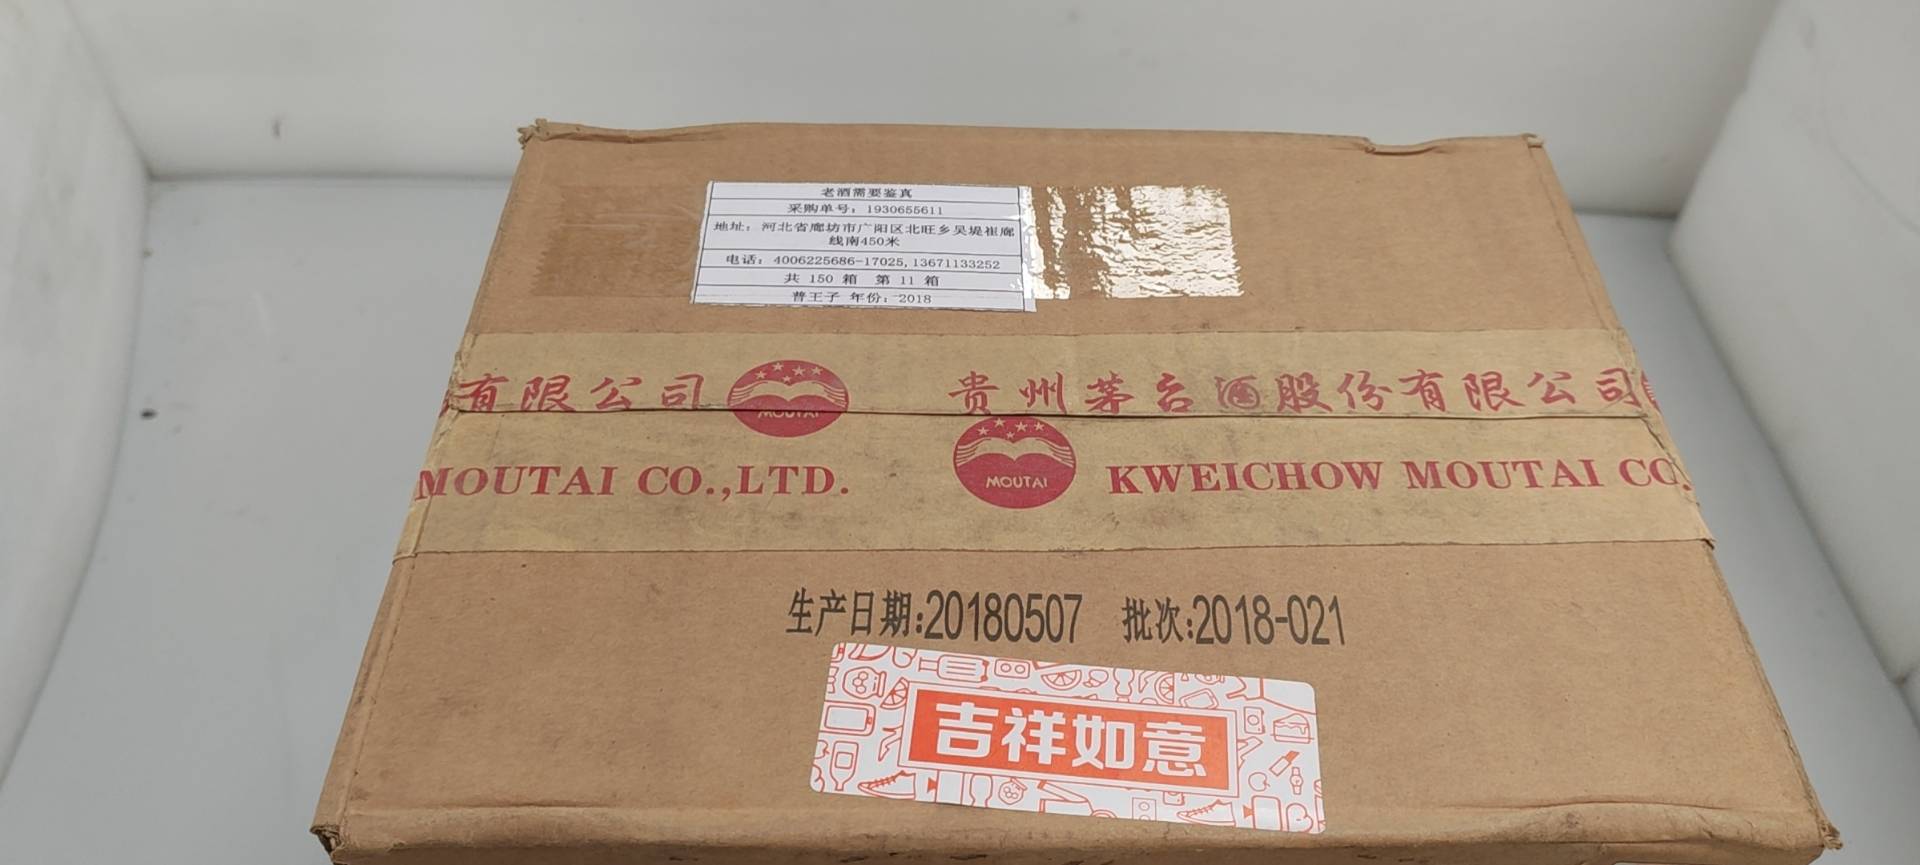 老酒需要鉴真
采购单号：1930655611
地址：河北省廊坊市广阳区北旺乡吴堤崔廊
线南450米
电话：4006225686-17025,13671133252
共 150 箱 第 11 箱
普王子 年份：2018
有限公司 MOUTAI 贵州茅台酒股份有限公司
MOUTAI CO.,LTD. MOUTAI KWEICHOW MOUTAI CO.
生产日期:20180507 批次:2018-021
吉祥如意